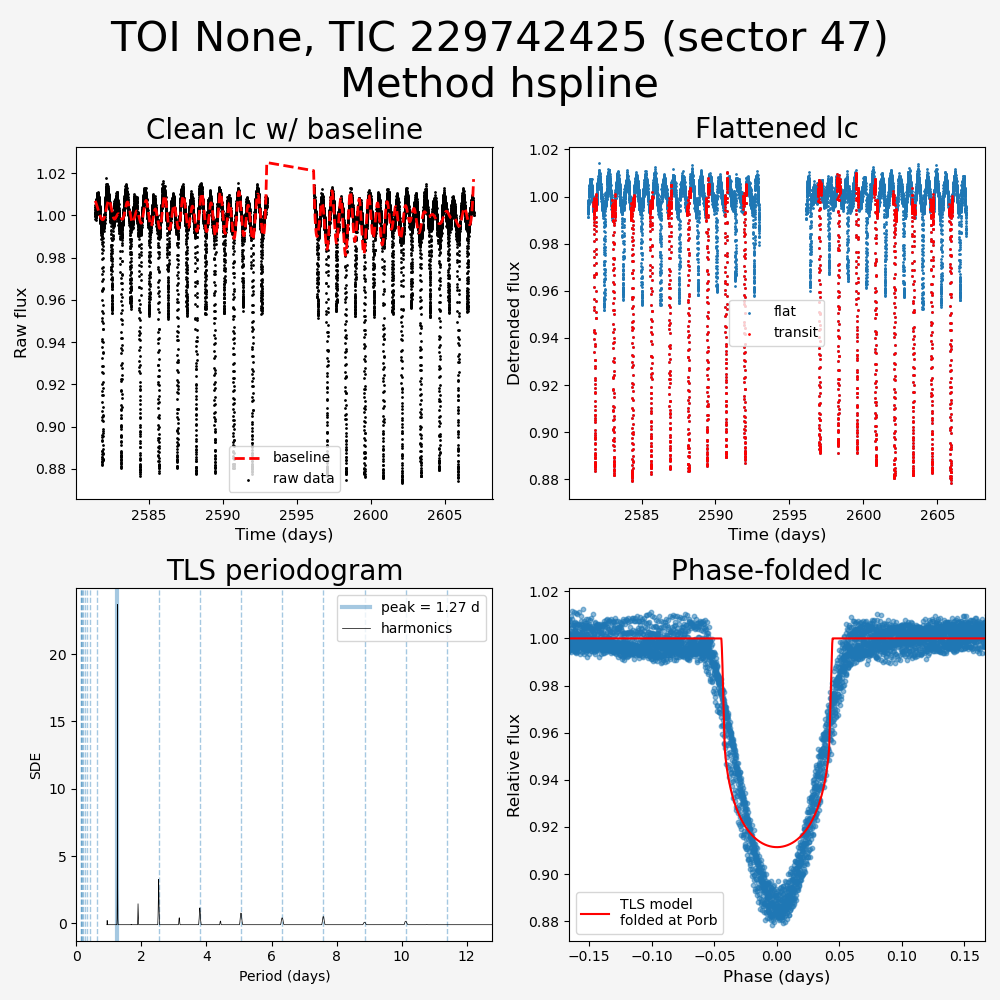 TOI None, TIC 229742425 (sector 47)
Method hspline
Clean lc w/ baseline
Raw flux
1.02
1.00
0.98
0.96
0.94
0.92
0.90
0.88
baseline
raw data
2585
2590
2595
2600
2605
Time (days)
Flattened lc
Detrended flux
1.02
1.00
0.98
0.96
0.94
0.92
0.90
0.88
flat
transit
2585
2590
2595
2600
2605
Time (days)
TLS periodogram
SDE
20
15
10
5
0
peak = 1.27 d
harmonics
0
2
4
6
8
10
12
Period (days)
Phase-folded lc
Relative flux
1.02
1.00
0.98
0.96
0.94
0.92
0.90
0.88
TLS model
folded at Porb
−0.15
−0.10
−0.05
0.00
0.05
0.10
0.15
Phase (days)